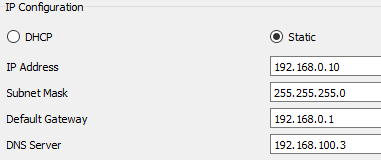 IP Configuration
DHCP Static
IP Address 192.168.0.10
Subnet Mask 255.255.255.0
Default Gateway 192.168.0.1
DNS Server 192.168.100.3